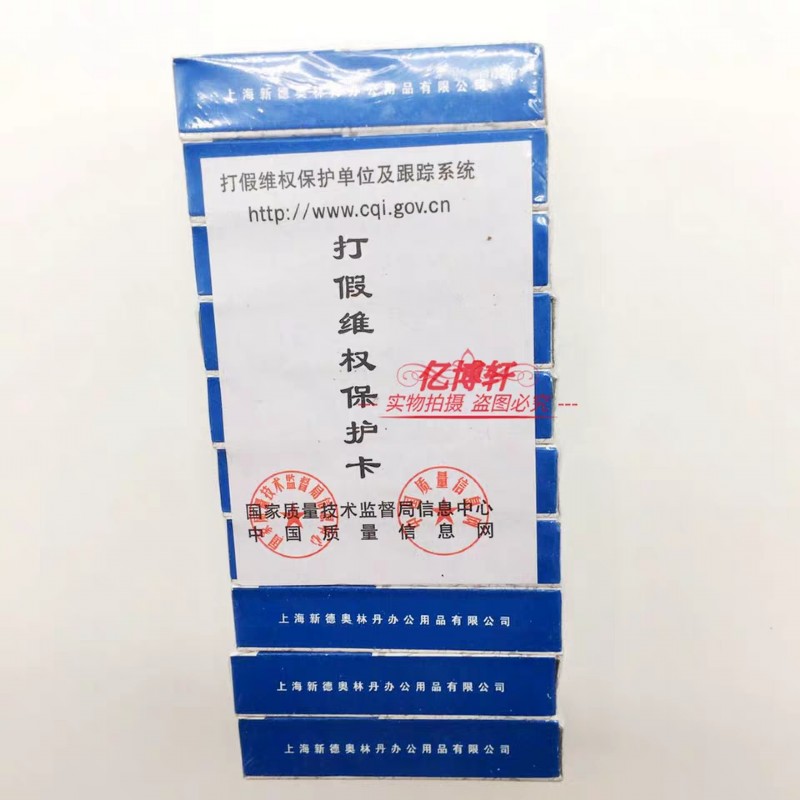 上海新德奥林丹办公用品有限公司
打假维权保护单位及跟踪系统
http://www.cqi.gov.cn
打假维权保护卡
亿博轩
实物拍摄 盗图必究
国家质量技术监督局信息中心
中国质量信息网
上海新德奥林丹办公用品有限公司
上海新德奥林丹办公用品有限公司
上海新德奥林丹办公用品有限公司